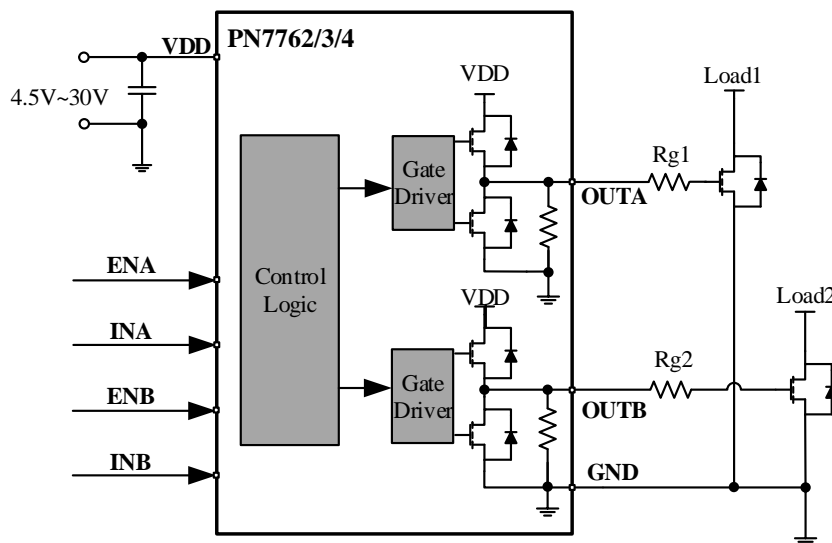 PN7762/3/4
VDD
4.5V~30V
VDD
Load1
Gate
Driver
Rg1
OUTA
ENA
Control
Logic
VDD
Load2
INA
Rg2
Gate
Driver
ENB
OUTB
INB
GND